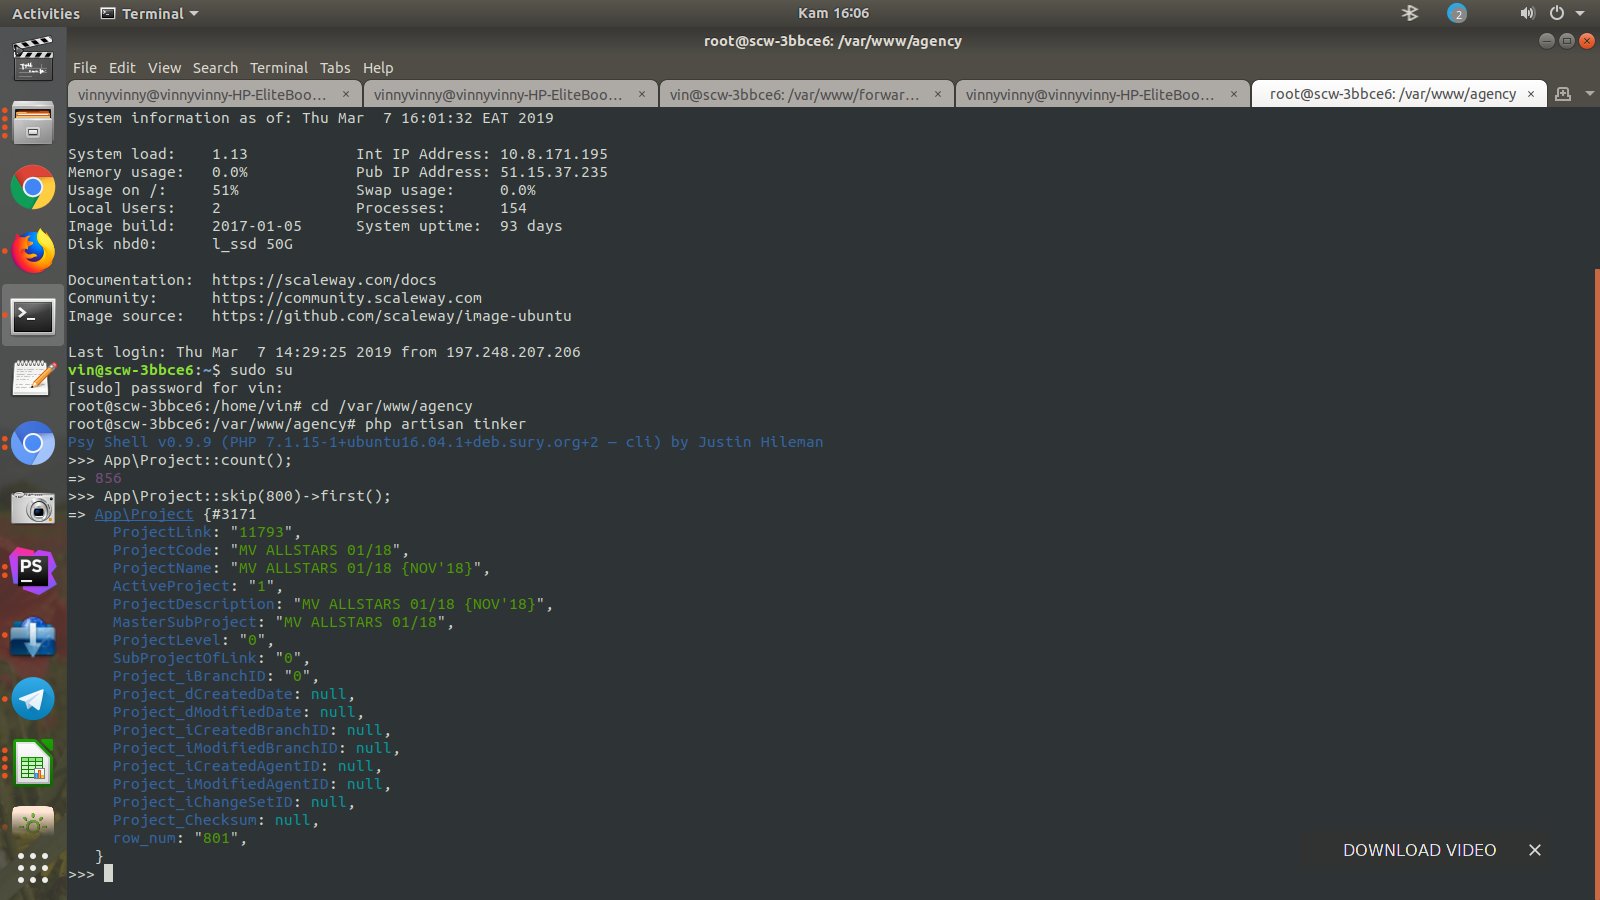 Activities Terminal Kam 16:06 2
root@scw-3bbce6: /var/www/agency
File Edit View Search Terminal Tabs Help
vinnyvinny@vinnyvinny-HP-EliteBoo... × vinnyvinny@vinnyvinny-HP-EliteBoo... × vin@scw-3bbce6: /var/www/forwar... × vinnyvinny@vinnyvinny-HP-EliteBoo... × root@scw-3bbce6: /var/www/agency ×
System information as of: Thu Mar  7 16:01:32 EAT 2019
System load:    1.13            Int IP Address: 10.8.171.195
Memory usage:   0.0%            Pub IP Address: 51.15.37.235
Usage on /:     51%             Swap usage:     0.0%
Local Users:    2               Processes:      154
Image build:    2017-01-05      System uptime:  93 days
Disk nbd0:      l_ssd 50G
Documentation:  https://scaleway.com/docs
Community:      https://community.scaleway.com
Image source:   https://github.com/scaleway/image-ubuntu
Last login: Thu Mar  7 14:29:25 2019 from 197.248.207.206
vin@scw-3bbce6:~$ sudo su
[sudo] password for vin:
root@scw-3bbce6:/home/vin# cd /var/www/agency
root@scw-3bbce6:/var/www/agency# php artisan tinker
Psy Shell v0.9.9 (PHP 7.1.15-1+ubuntu16.04.1+deb.sury.org+2 — cli) by Justin Hileman
>>> App\Project::count();
=> 856
>>> App\Project::skip(800)->first();
=> App\Project {#3171
     ProjectLink: "11793",
     ProjectCode: "MV ALLSTARS 01/18",
     ProjectName: "MV ALLSTARS 01/18 {NOV'18}",
     ActiveProject: "1",
     ProjectDescription: "MV ALLSTARS 01/18 {NOV'18}",
     MasterSubProject: "MV ALLSTARS 01/18",
     ProjectLevel: "0",
     SubProjectOfLink: "0",
     Project_iBranchID: "0",
     Project_dCreatedDate: null,
     Project_dModifiedDate: null,
     Project_iCreatedBranchID: null,
     Project_iModifiedBranchID: null,
     Project_iCreatedAgentID: null,
     Project_iModifiedAgentID: null,
     Project_iChangeSetID: null,
     Project_Checksum: null,
     row_num: "801",
   }
>>>
PS
DOWNLOAD VIDEO ×